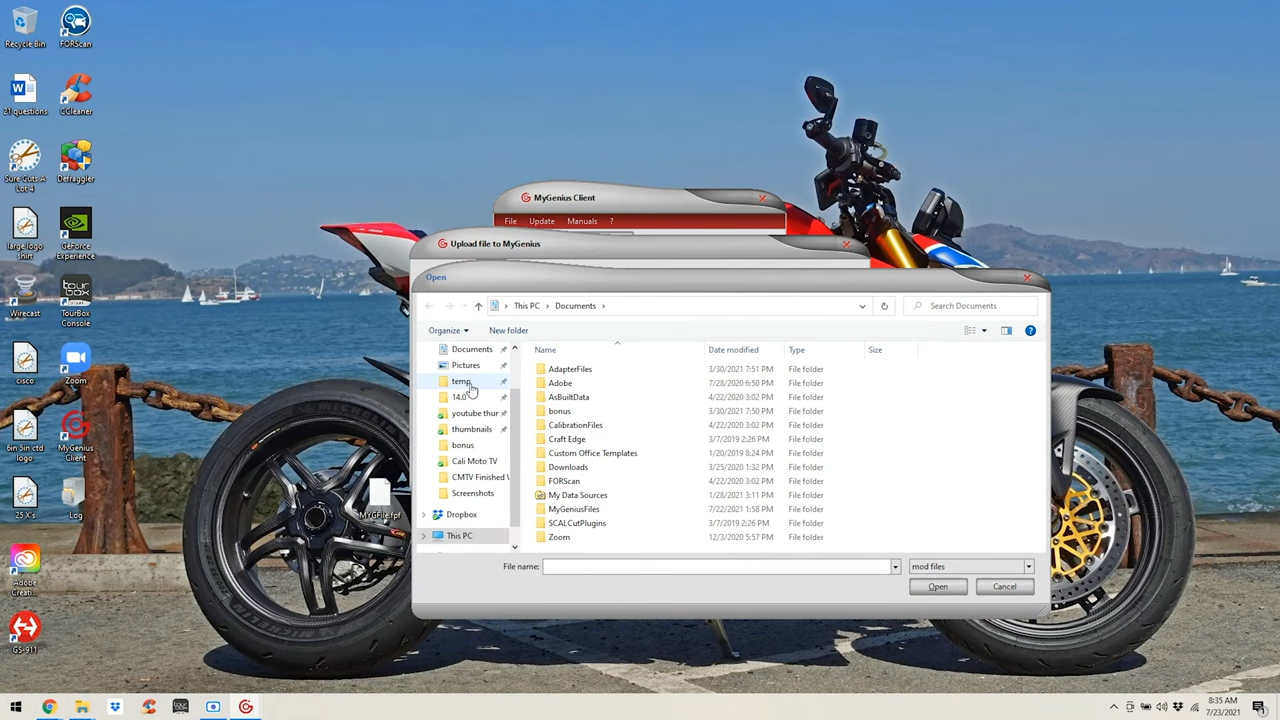 Recycle Bin
FORScan
21 questions
CCleaner
Sure Cuts A
Lot 4
Defraggler
large logo
shirt
GeForce
Experience
Wirecast
TourBox
Console
cisco
Zoom
6in 5in ctd
logo
MyGenius
Client
25 X's
Log
MYGFile.fpf
Adobe
Creati...
GS-911
MyGenius Client
File Update Manuals ?
Upload file to MyGenius
Open
This PC > Documents >
Search Documents
Organize New folder
Documents
Pictures
temp
14.0
youtube thur
thumbnails
bonus
Cali Moto TV
CMTV Finished V
Screenshots
Dropbox
This PC
Name Date modified Type Size
AdapterFiles 3/30/2021 7:51 PM File folder
Adobe 7/28/2020 6:50 PM File folder
AsBuiltData 4/22/2020 3:02 PM File folder
bonus 3/30/2021 7:50 PM File folder
CalibrationFiles 4/22/2020 3:02 PM File folder
Craft Edge 3/7/2019 2:26 PM File folder
Custom Office Templates 1/20/2019 8:24 PM File folder
Downloads 3/25/2020 1:32 PM File folder
FORScan 4/22/2020 3:02 PM File folder
My Data Sources 1/28/2021 3:11 PM File folder
MyGeniusFiles 7/22/2021 1:58 PM File folder
SCALCutPlugins 3/7/2019 2:26 PM File folder
Zoom 12/3/2020 5:57 PM File folder
File name: mod files
Open Cancel
8:35 AM
7/23/2021